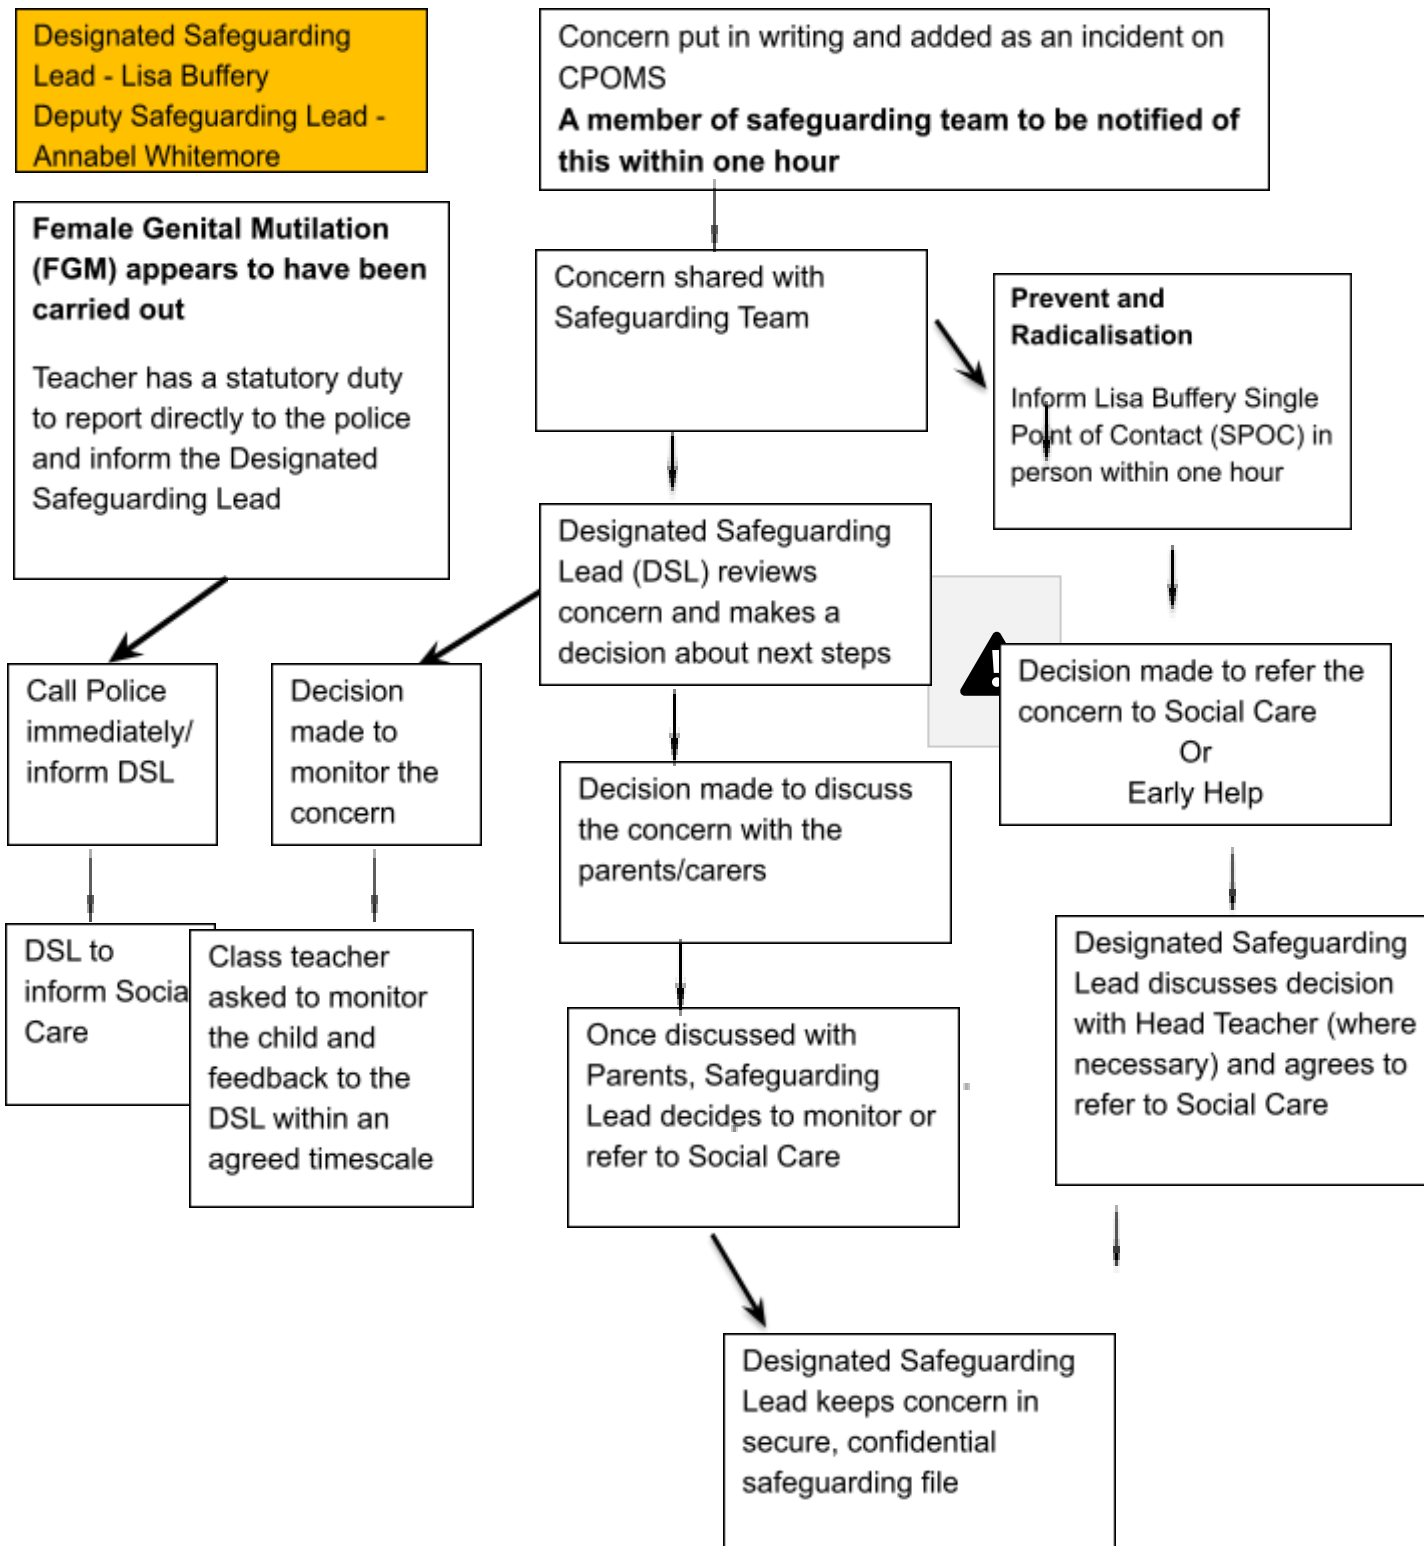 Designated Safeguarding
Lead - Lisa Buffery
Deputy Safeguarding Lead -
Annabel Whitemore
Concern put in writing and added as an incident on
CPOMS
A member of safeguarding team to be notified of
this within one hour
Female Genital Mutilation
(FGM) appears to have been
carried out
Teacher has a statutory duty
to report directly to the police
and inform the Designated
Safeguarding Lead
Concern shared with
Safeguarding Team
Prevent and
Radicalisation
Inform Lisa Buffery Single
Point of Contact (SPOC) in
person within one hour
Designated Safeguarding
Lead (DSL) reviews
concern and makes a
decision about next steps
Call Police
immediately/
inform DSL
Decision
made to
monitor the
concern
Decision made to discuss
the concern with the
parents/carers
Decision made to refer the
concern to Social Care
Or
Early Help
DSL to
inform Social
Care
Class teacher
asked to monitor
the child and
feedback to the
DSL within an
agreed timescale
Once discussed with
Parents, Safeguarding
Lead decides to monitor or
refer to Social Care
Designated Safeguarding
Lead discusses decision
with Head Teacher (where
necessary) and agrees to
refer to Social Care
Designated Safeguarding
Lead keeps concern in
secure, confidential
safeguarding file